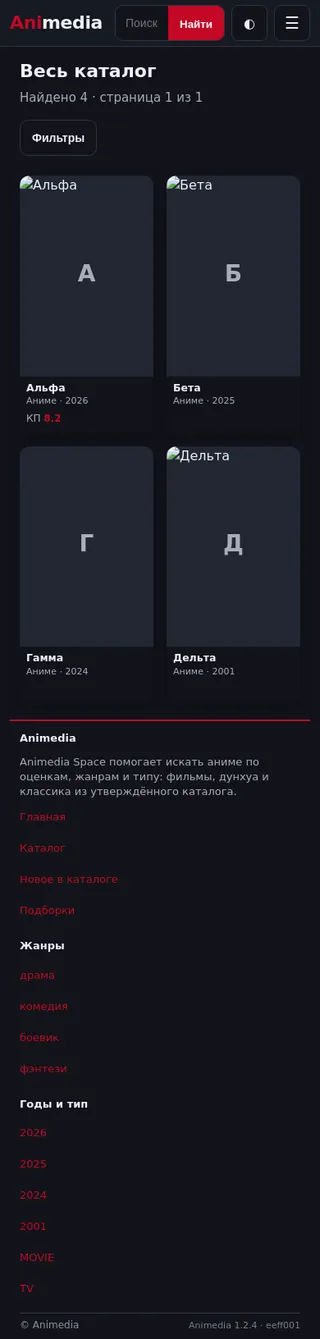 Animedia
Поиск
Найти
Весь каталог
Найдено 4 · страница 1 из 1
Фильтры
Альфа
Бета
А
Б
Альфа
Бета
Аниме · 2026
Аниме · 2025
КП 8.2
Дельта
Г
Д
Гамма
Дельта
Аниме · 2024
Аниме · 2001
Animedia
Animedia Space помогает искать аниме по
оценкам, жанрам и типу: фильмы, дунхуа и
классика из утверждённого каталога.
Главная
Каталог
Новое в каталоге
Подборки
Жанры
драма
комедия
боевик
фэнтези
Годы и тип
2026
2025
2024
2001
MOVIE
TV
© Animedia
Animedia 1.2.4 · eeff001